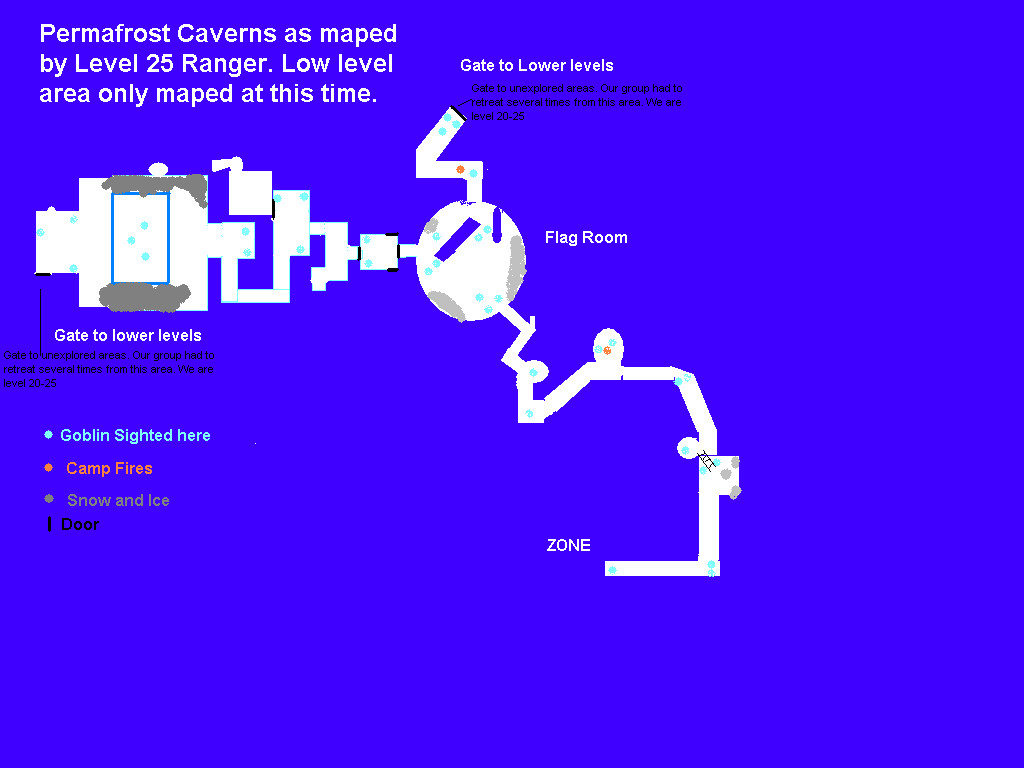 Permafrost Caverns as maped
by Level 25 Ranger. Low level
area only maped at this time.
Gate to Lower levels
Gate to unexplored areas. Our group had to
retreat several times from this area. We are
level 20-25
Flag Room
Gate to lower levels
Gate to unexplored areas. Our group had to
retreat several times from this area. We are
level 20-25
Goblin Sighted here
Camp Fires
Snow and Ice
Door
ZONE